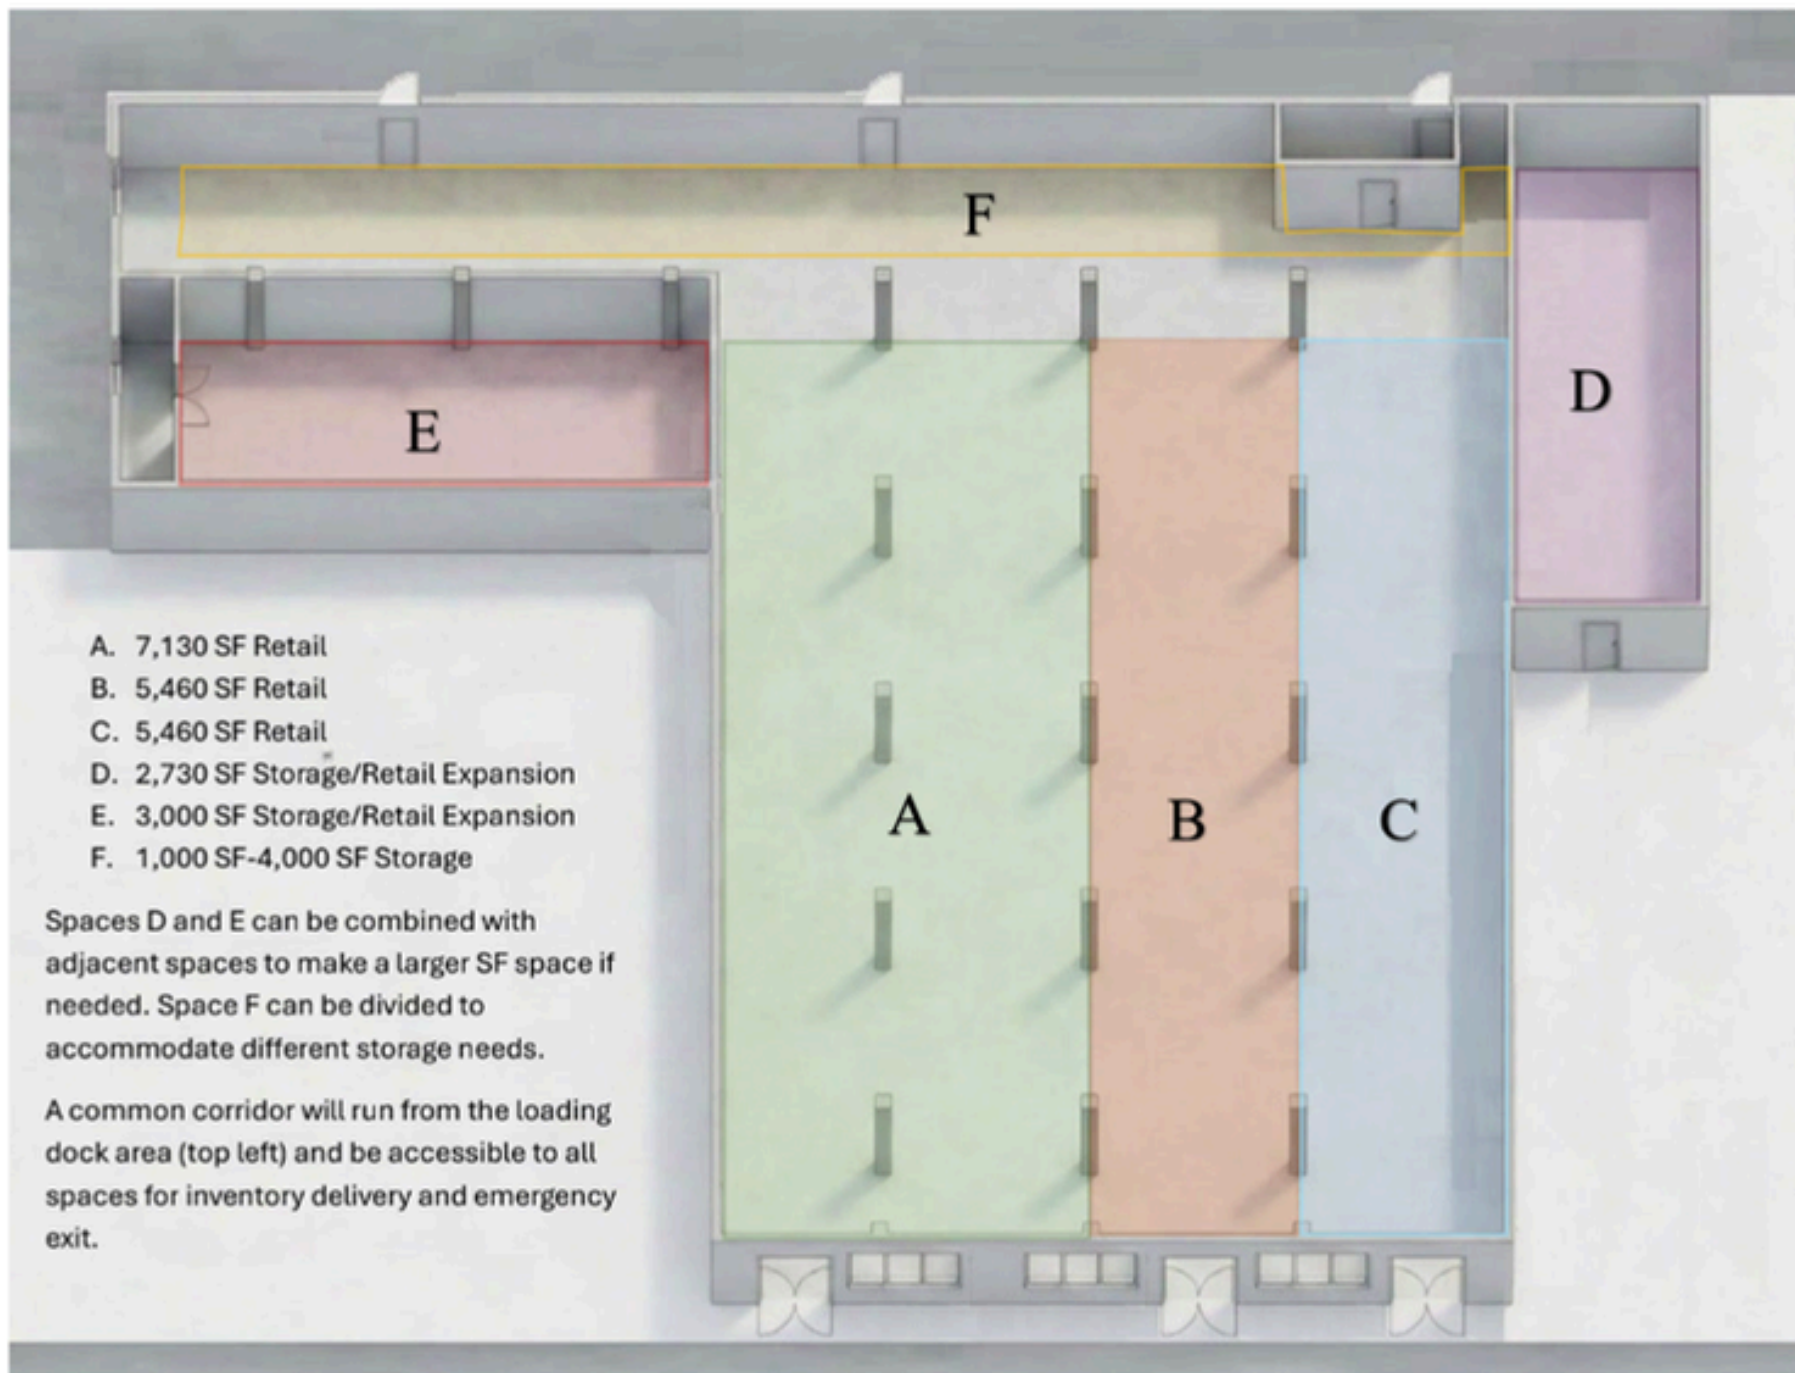 F
E
D
A. 7,130 SF Retail
B. 5,460 SF Retail
C. 5,460 SF Retail
D. 2,730 SF Storage/Retail Expansion
E. 3,000 SF Storage/Retail Expansion
F. 1,000 SF-4,000 SF Storage
A
B
C
Spaces D and E can be combined with
adjacent spaces to make a larger SF space if
needed. Space F can be divided to
accommodate different storage needs.
A common corridor will run from the loading
dock area (top left) and be accessible to all
spaces for inventory delivery and emergency
exit.